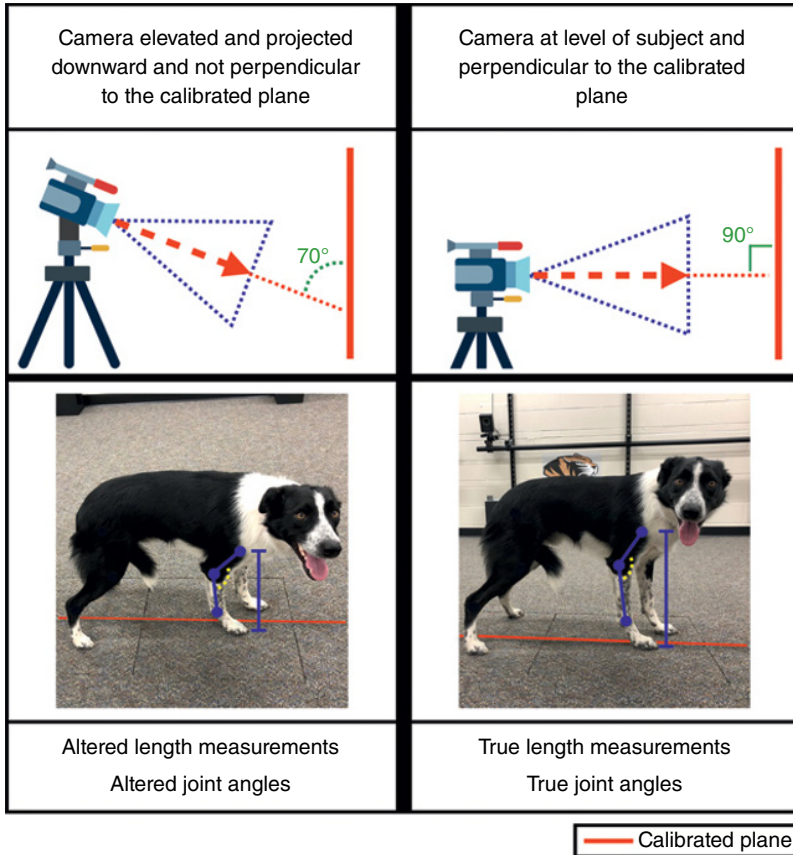 Camera elevated and projected
downward and not perpendicular
to the calibrated plane
Camera at level of subject and
perpendicular to the calibrated
plane
70°
90°
Altered length measurements
Altered joint angles
True length measurements
True joint angles
Calibrated plane